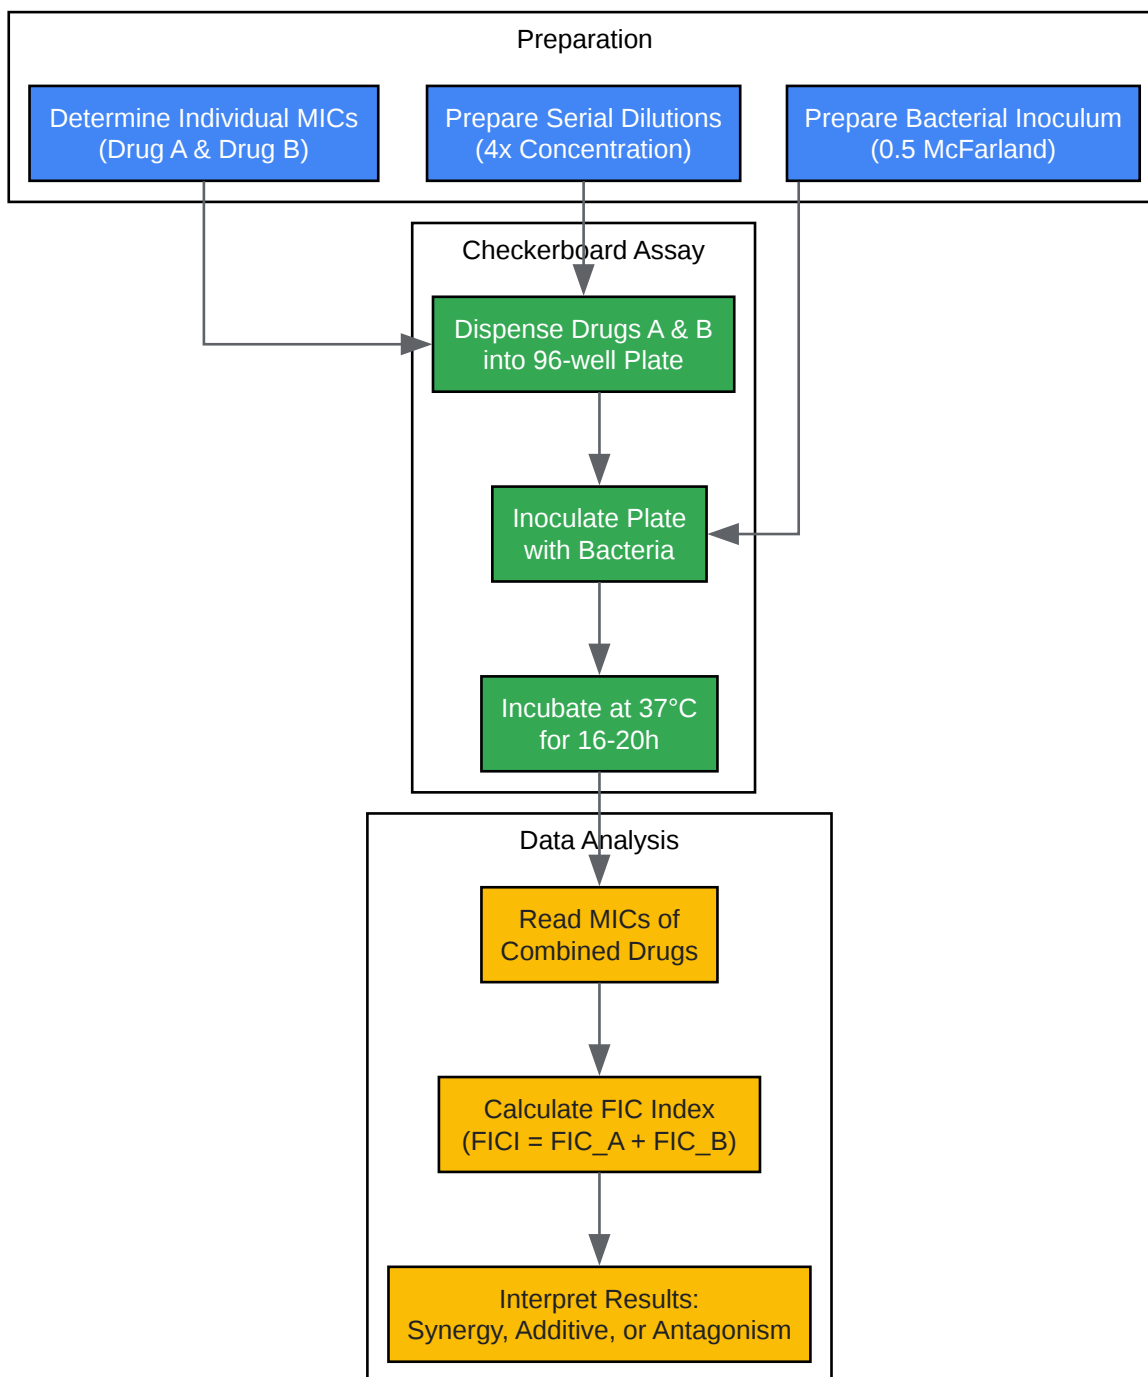 Preparation
Determine Individual MICs
(Drug A & Drug B)
Prepare Serial Dilutions
(4x Concentration)
Prepare Bacterial Inoculum
(0.5 McFarland)
Checkerboard Assay
Dispense Drugs A & B
into 96-well Plate
Inoculate Plate
with Bacteria
Incubate at 37°C
for 16-20h
Data Analysis
Read MICs of
Combined Drugs
Calculate FIC Index
(FICI = FIC_A + FIC_B)
Interpret Results:
Synergy, Additive, or Antagonism